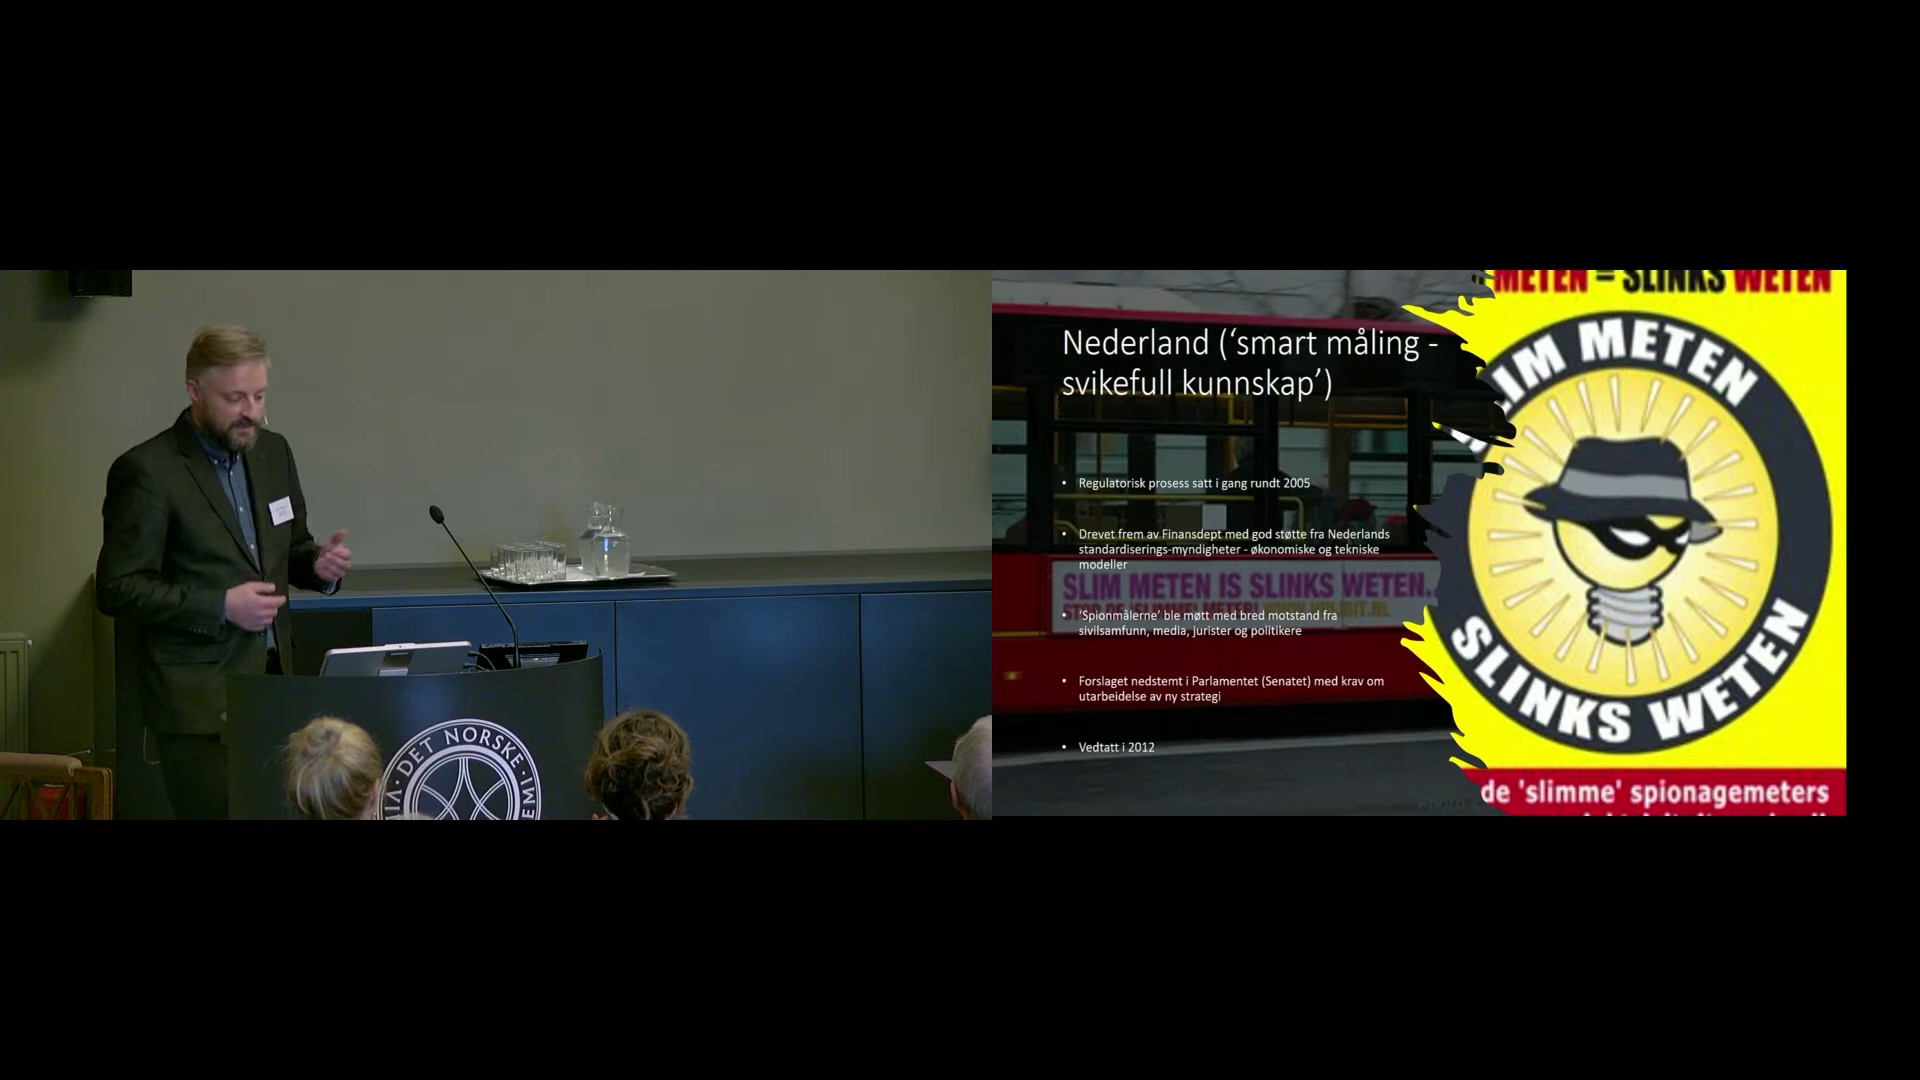 Nederland (‘smart måling -
svikefull kunnskap’)
• Regulatorisk prosess satt i gang rundt 2005
• Drevet frem av Finansdept med god støtte fra Nederlands
standardiserings-myndigheter - økonomiske og tekniske
modeller
• ‘Spionmålerne’ ble møtt med bred motstand fra
sivilsamfunn, media, jurister og politikere
• Forslaget nedstemt i Parlamentet (Senatet) med krav om
utarbeidelse av ny strategi
• Vedtatt i 2012
SLIM METEN IS SLINKS WETEN..
METEN = SLINKS WETEN
SLIM METEN
SLINKS WETEN
de 'slimme' spionagemeters
DET NORSKE